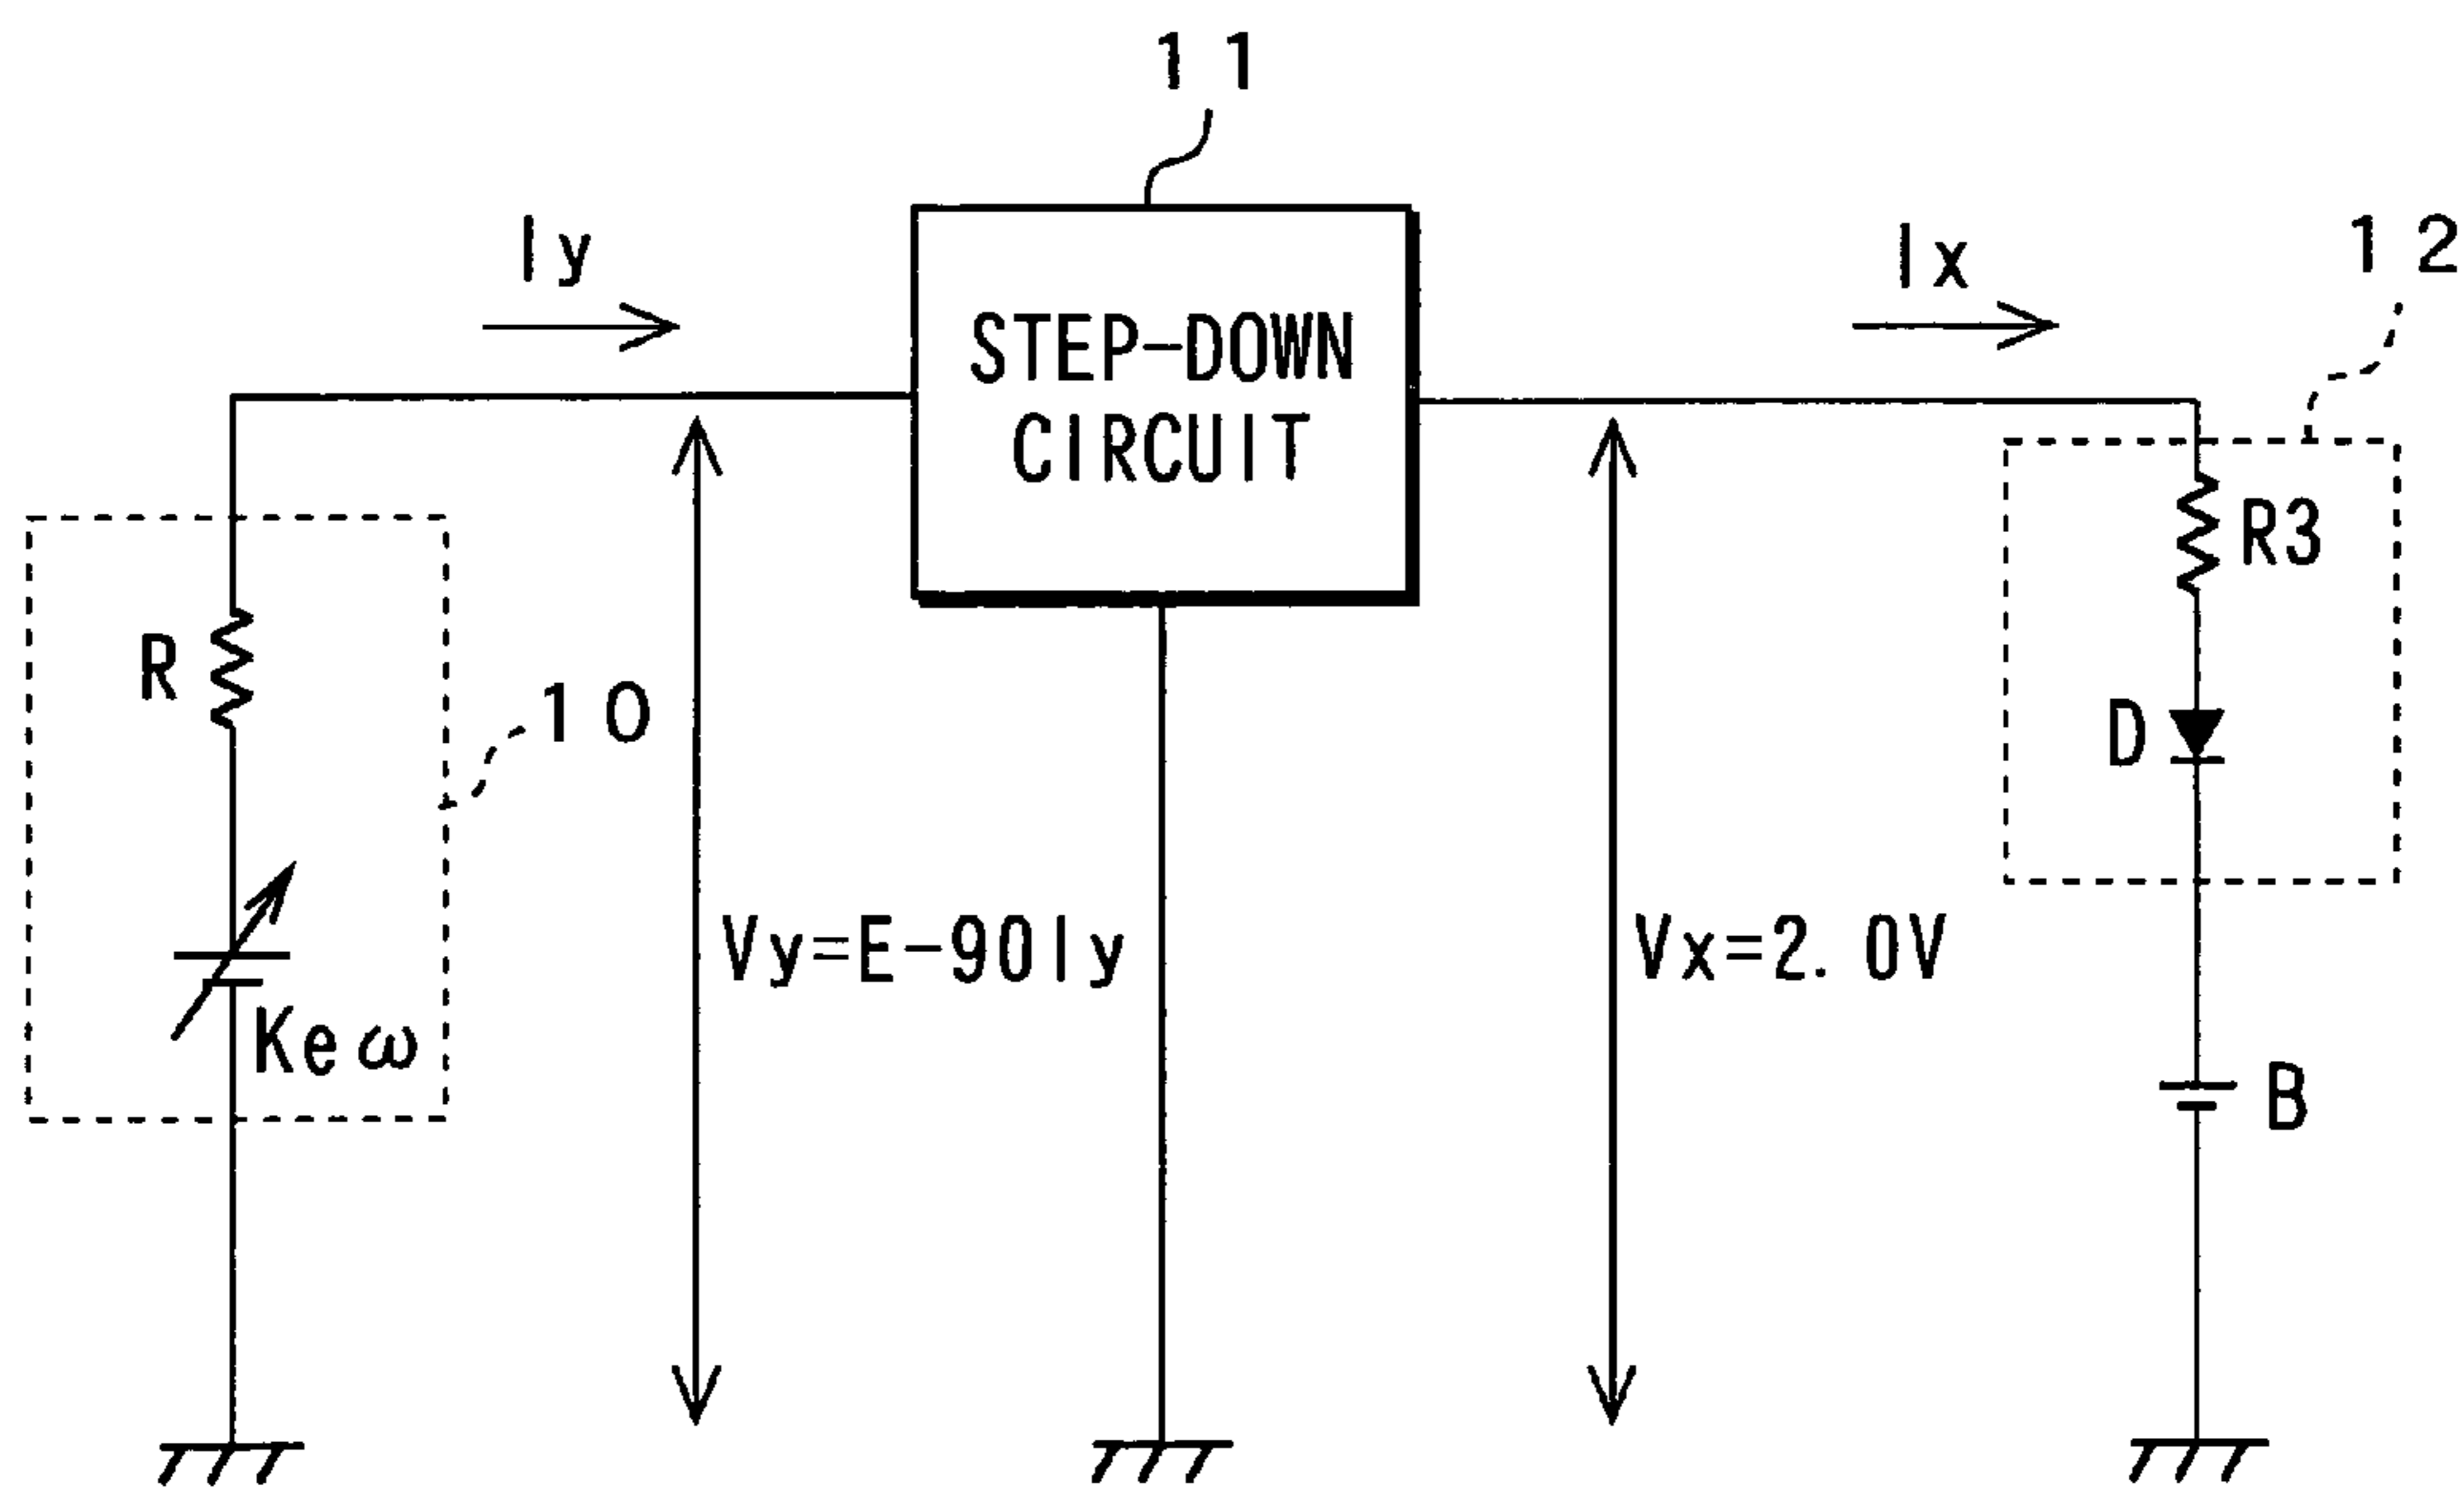 11
Iy
Ix
12
STEP-DOWN
CIRCUIT
R3
R
10
D
Vy=E-90Iy
Vx=2.0V
Keω
B